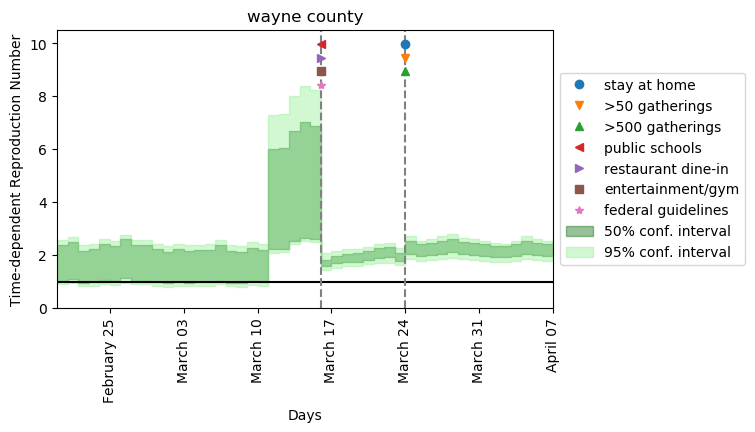 wayne county
Time-dependent Reproduction Number
10
8
6
4
2
0
February 25
March 03
March 10
March 17
March 24
March 31
April 07
Days
stay at home
>50 gatherings
>500 gatherings
public schools
restaurant dine-in
entertainment/gym
federal guidelines
50% conf. interval
95% conf. interval